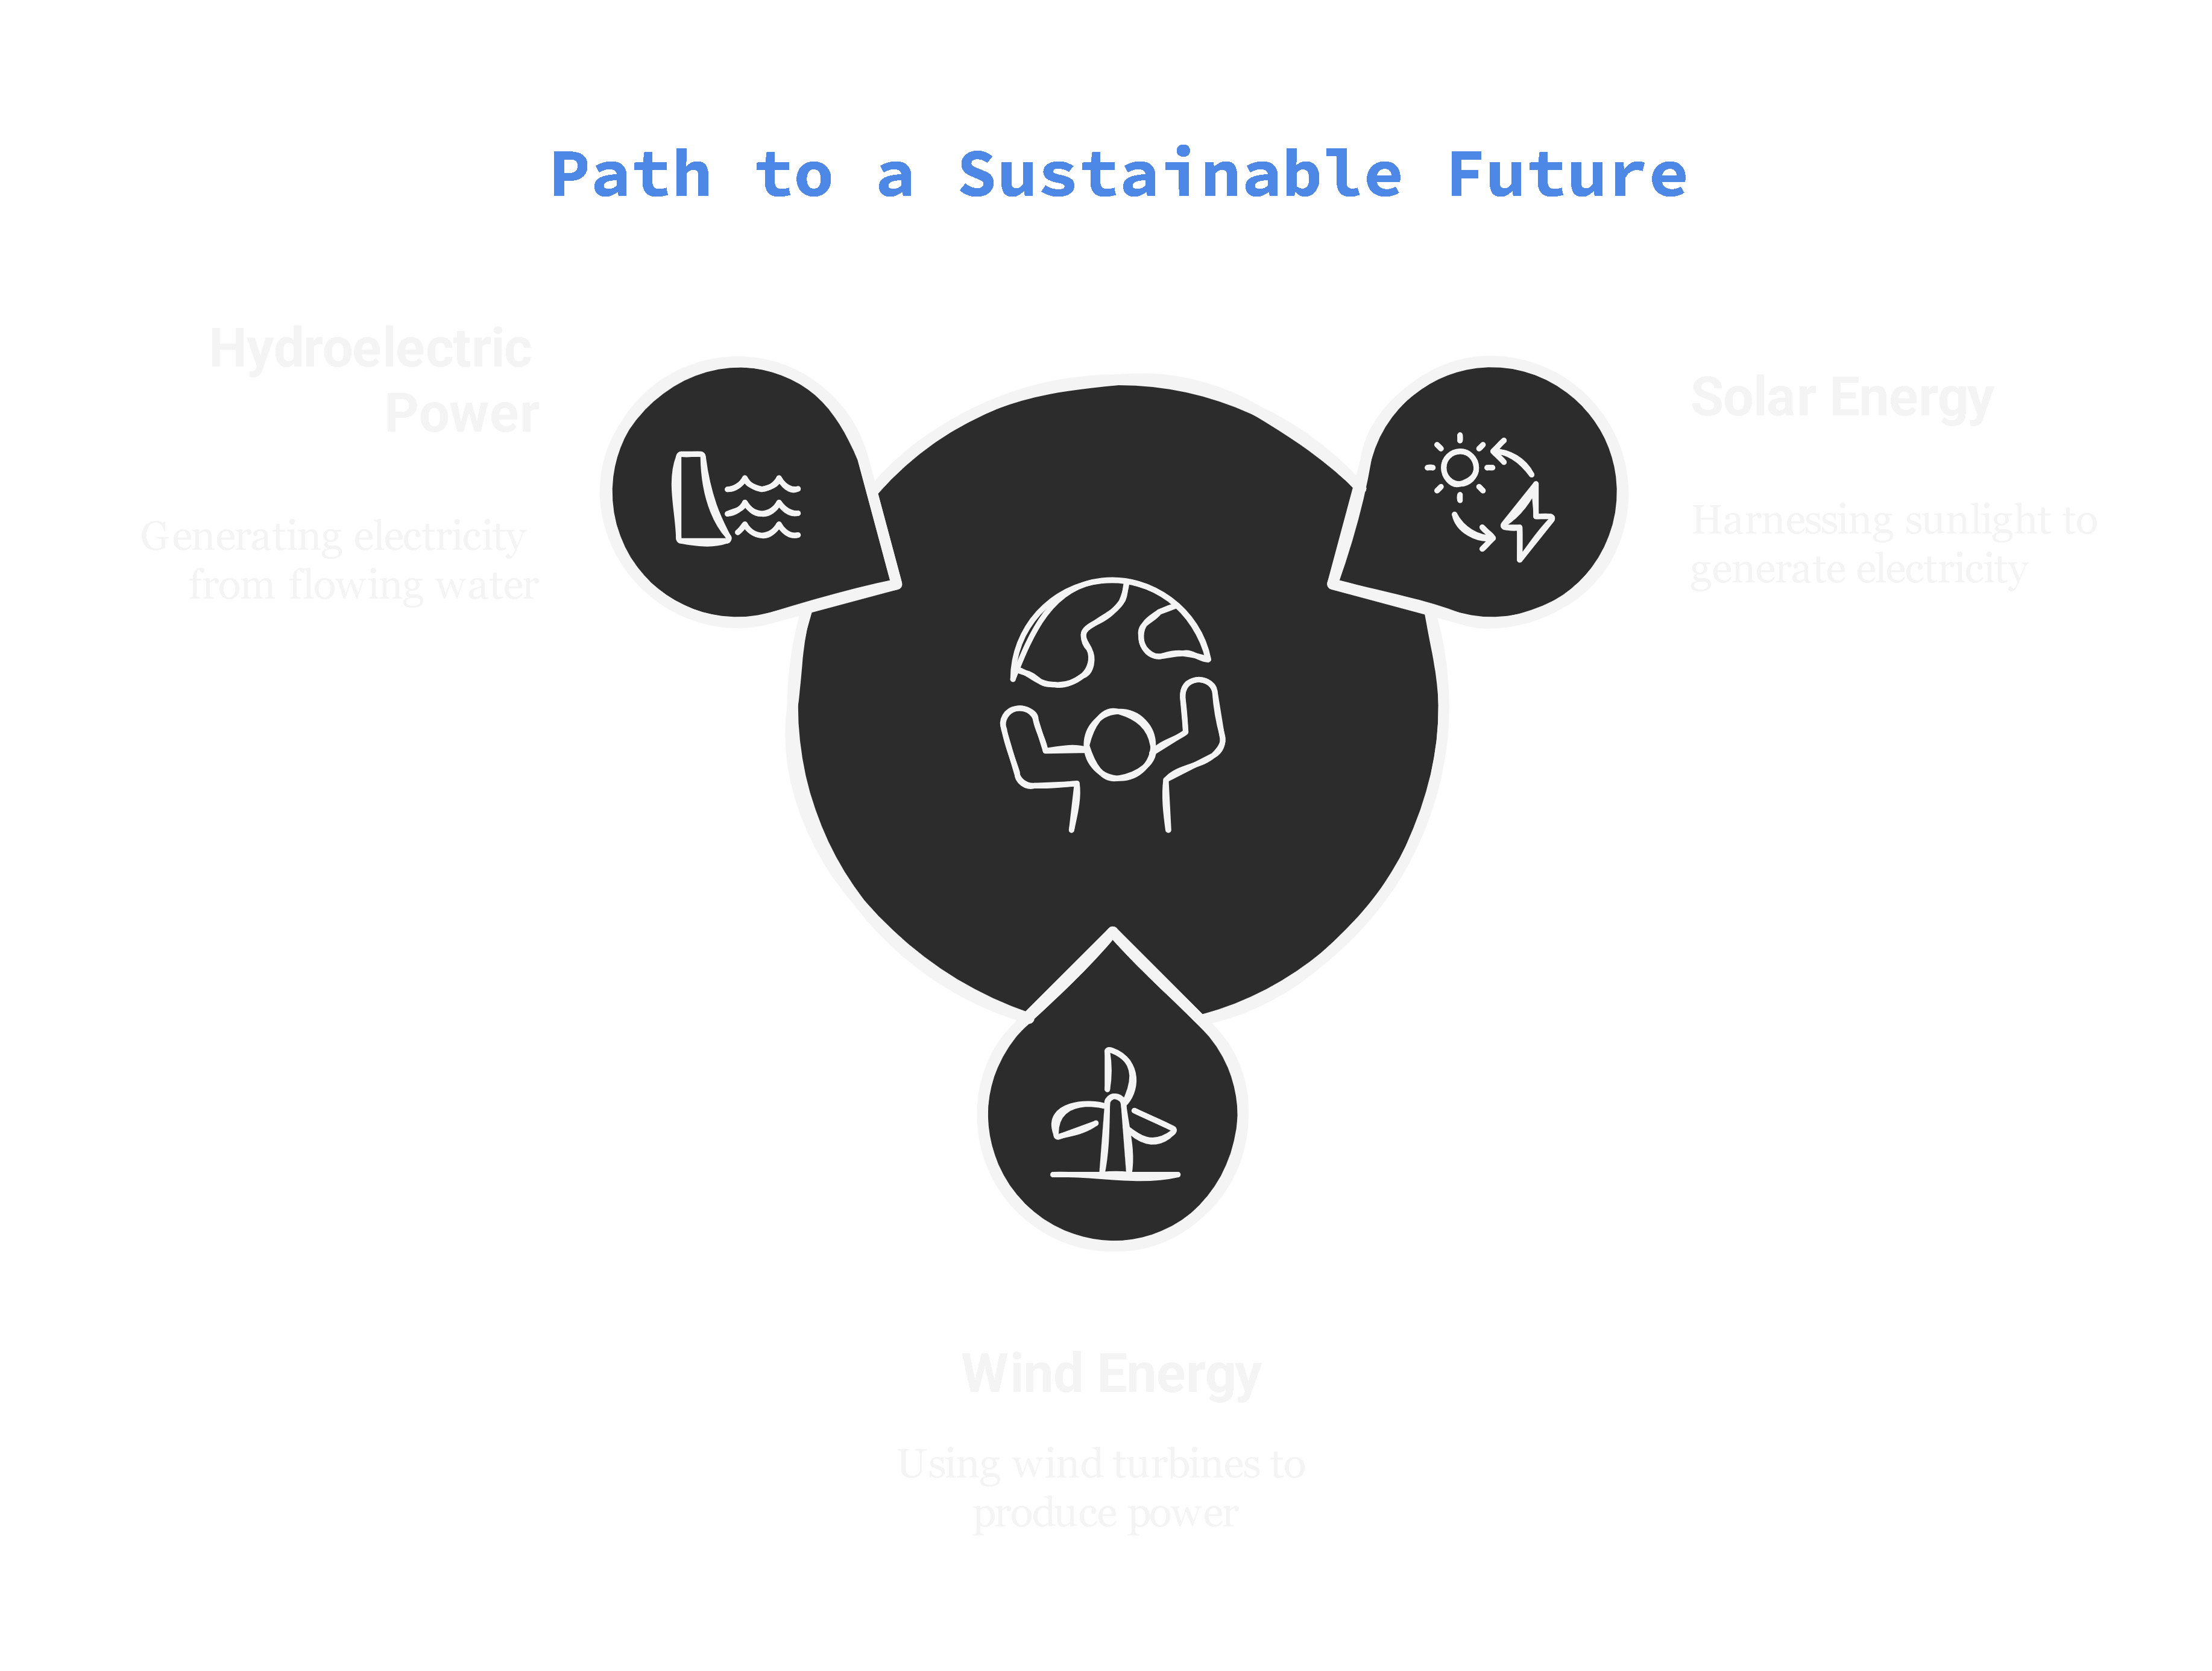 Path to a Sustainable Future
Hydroelectric
Power
Generating electricity
from flowing water
Solar Energy
Harnessing sunlight to
generate electricity
Wind Energy
Using wind turbines to
produce power